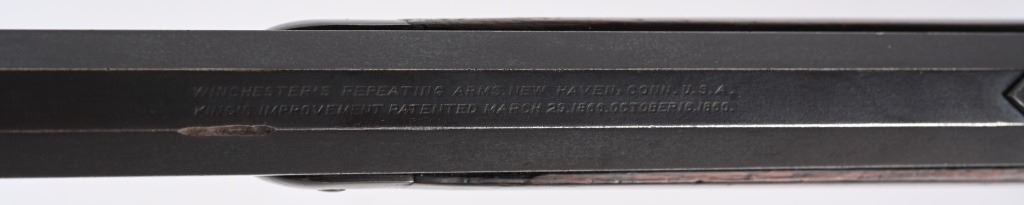 WINCHESTER'S REPEATING ARMS. NEW HAVEN. CONN. U.S.A.
KING'S IMPROVEMENT PATENTED MARCH 29. 1866. OCTOBER 16. 1860.